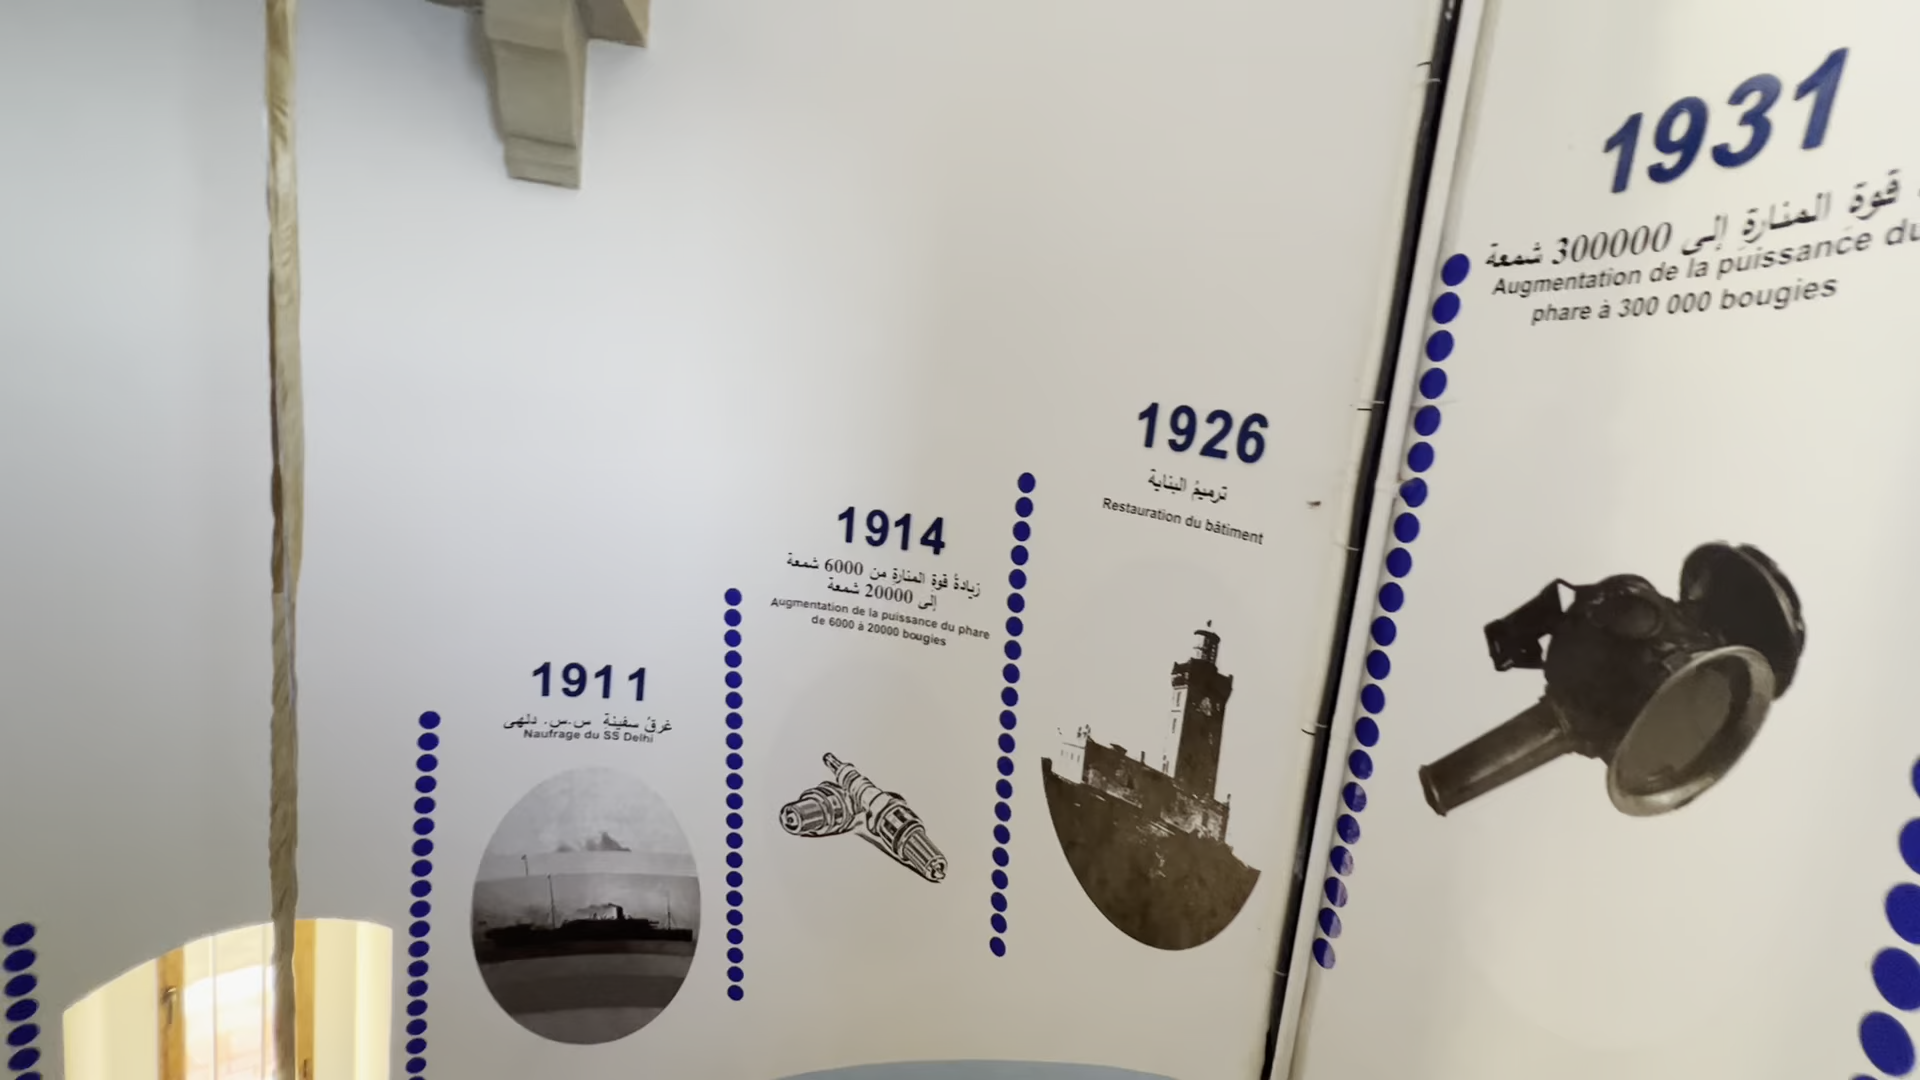 1911
غرقُ سفينة س.س. دلهي
Naufrage du SS Delhi
1914
زيادةُ قوةِ المنارةِ من 6000 شمعة
إلى 20000 شمعة
Augmentation de la puissance du phare
de 6000 à 20000 bougies
1926
ترميمُ البناية
Restauration du bâtiment
1931
قوةِ المنارةِ إلى 300000 شمعة
Augmentation de la puissance du
phare à 300 000 bougies